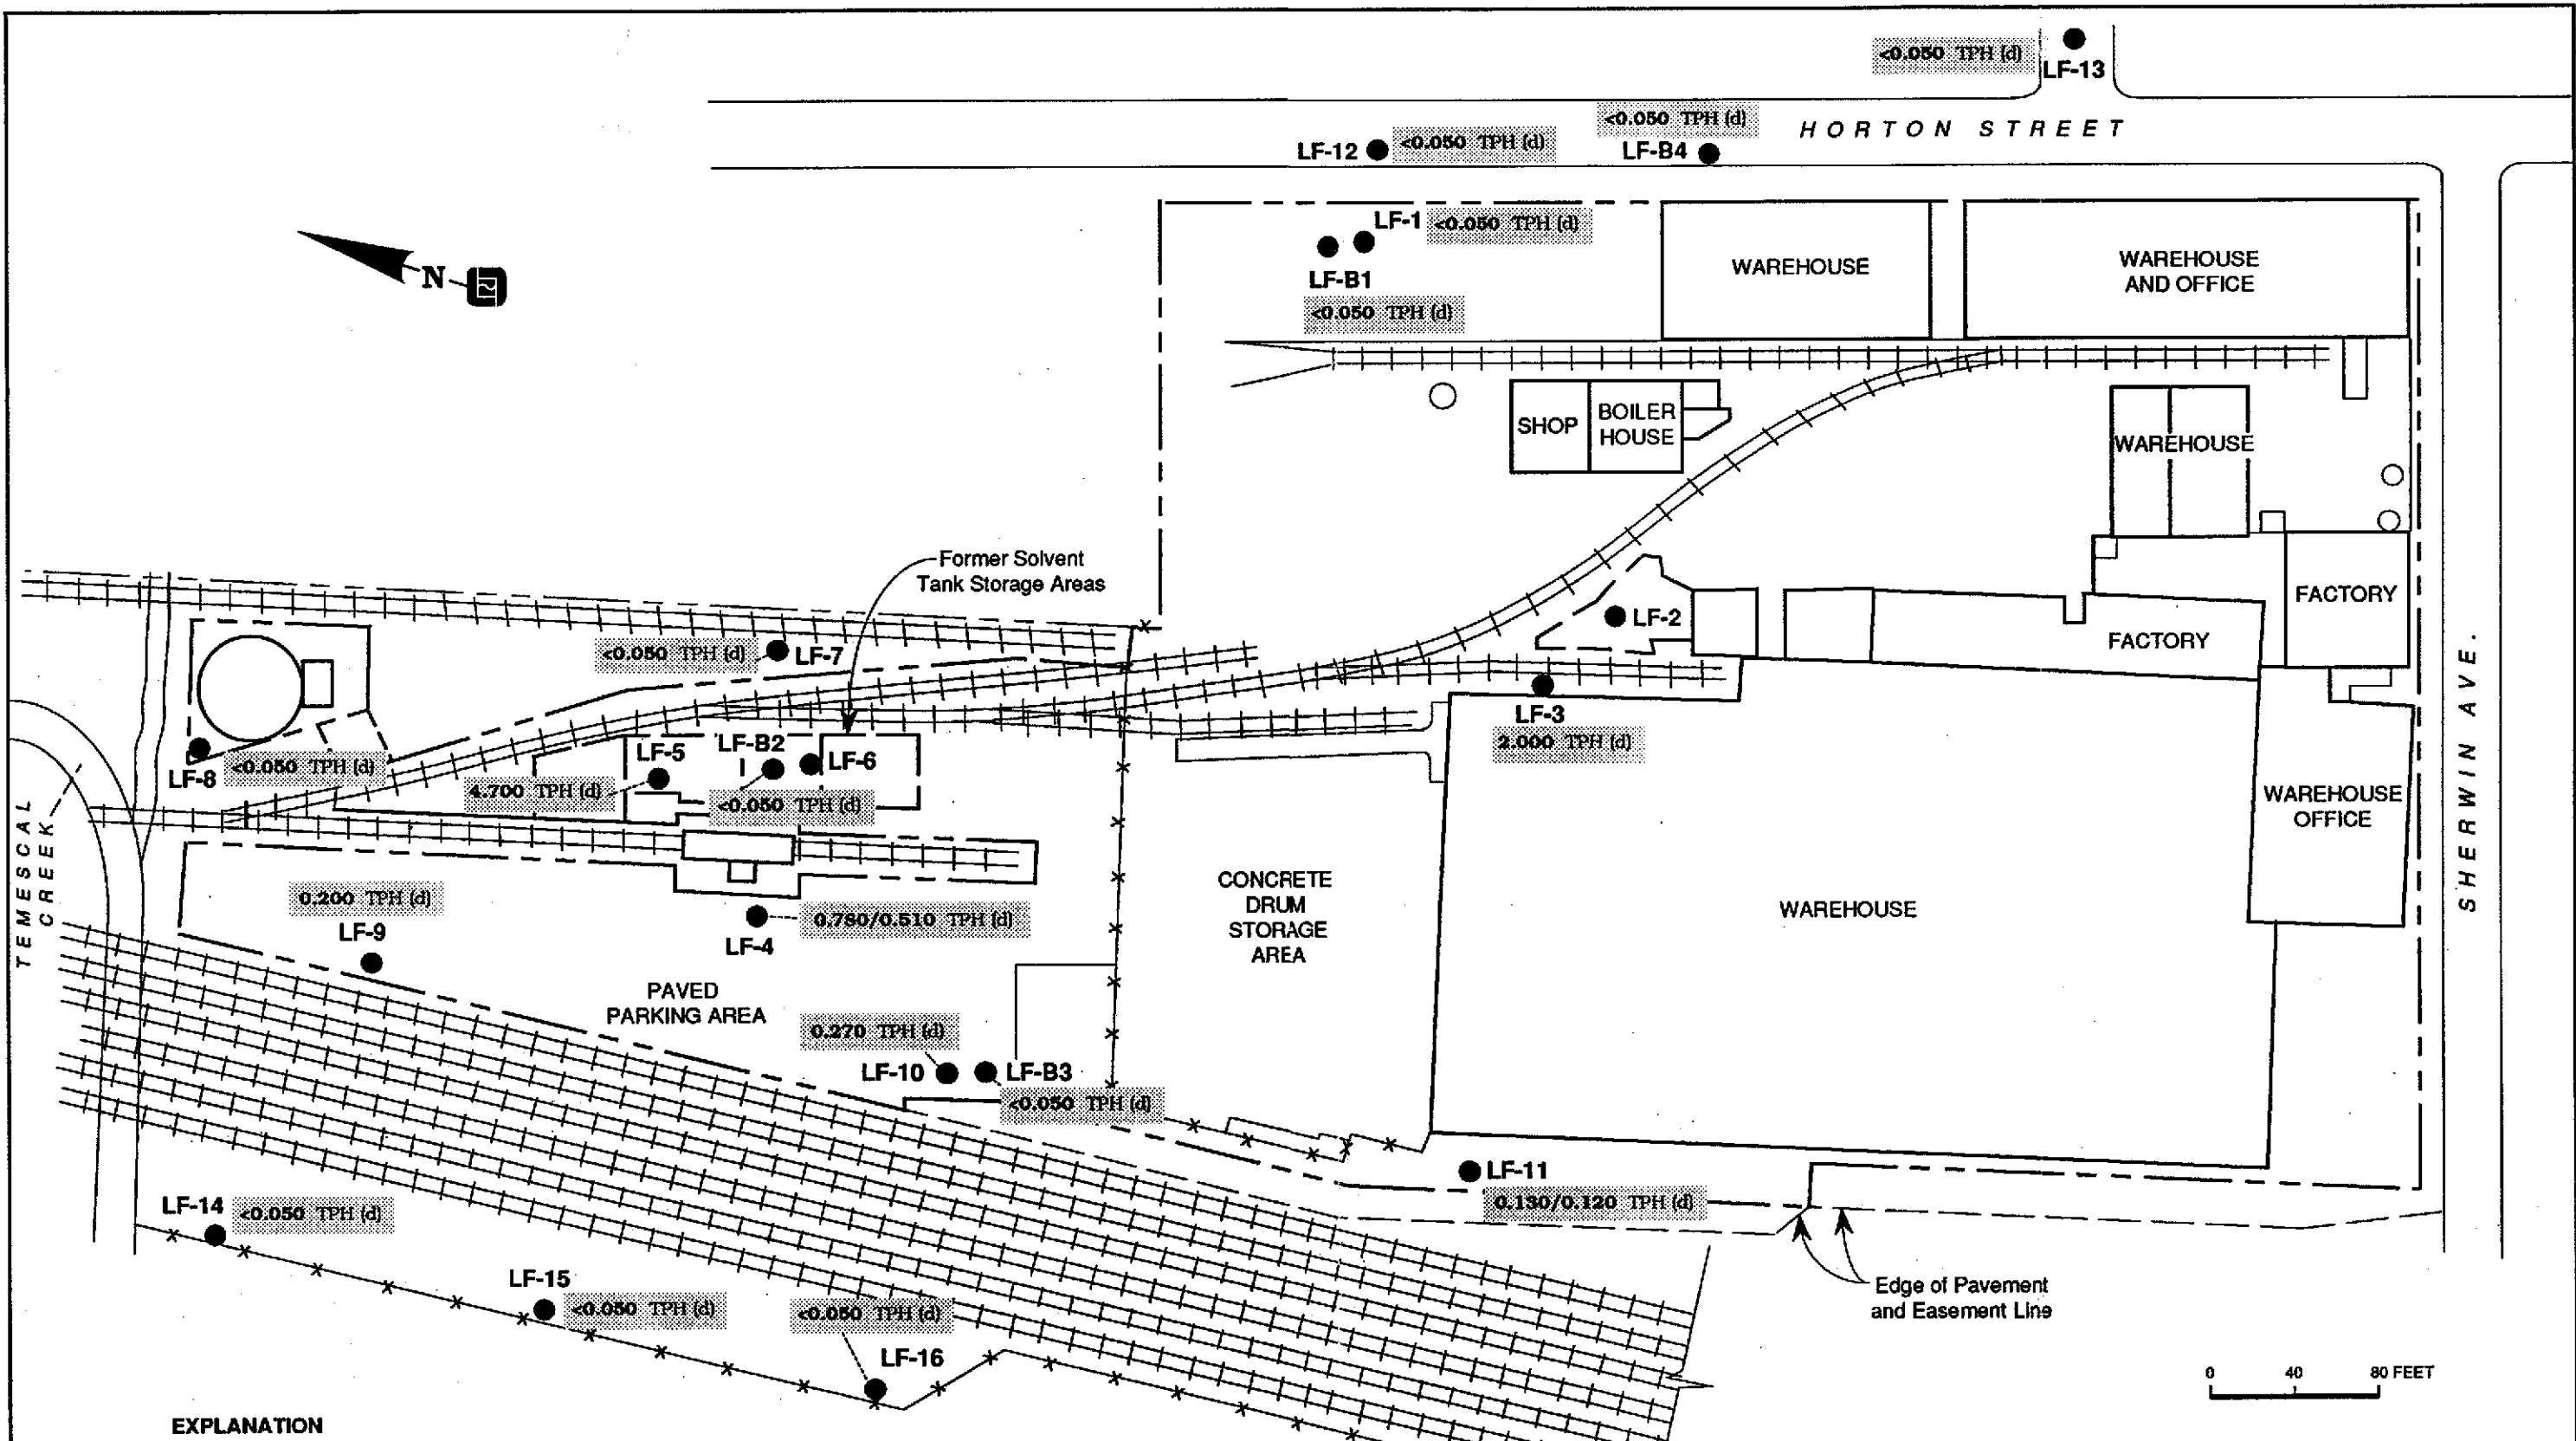 <0.050 TPH (d)
LF-13
HORTON STREET
<0.050 TPH (d)
LF-12
<0.050 TPH (d)
LF-B4
LF-1
<0.050 TPH (d)
LF-B1
<0.050 TPH (d)
N
WAREHOUSE
WAREHOUSE
AND OFFICE
SHOP
BOILER
HOUSE
WAREHOUSE
Former Solvent
Tank Storage Areas
LF-2
FACTORY
FACTORY
<0.050 TPH (d)
LF-7
LF-3
2.000 TPH (d)
LF-8
<0.050 TPH (d)
LF-5
4.700 TPH (d)
LF-B2
<0.050 TPH (d)
LF-6
WAREHOUSE
OFFICE
SHERWIN AVE.
TEMESCAL
CREEK
0.200 TPH (d)
LF-9
LF-4
0.780/0.510 TPH (d)
CONCRETE
DRUM
STORAGE
AREA
WAREHOUSE
PAVED
PARKING AREA
0.270 TPH (d)
LF-10
LF-B3
<0.050 TPH (d)
LF-11
0.130/0.120 TPH (d)
LF-14
<0.050 TPH (d)
LF-15
<0.050 TPH (d)
<0.050 TPH (d)
LF-16
Edge of Pavement
and Easement Line
0 40 80 FEET
EXPLANATION